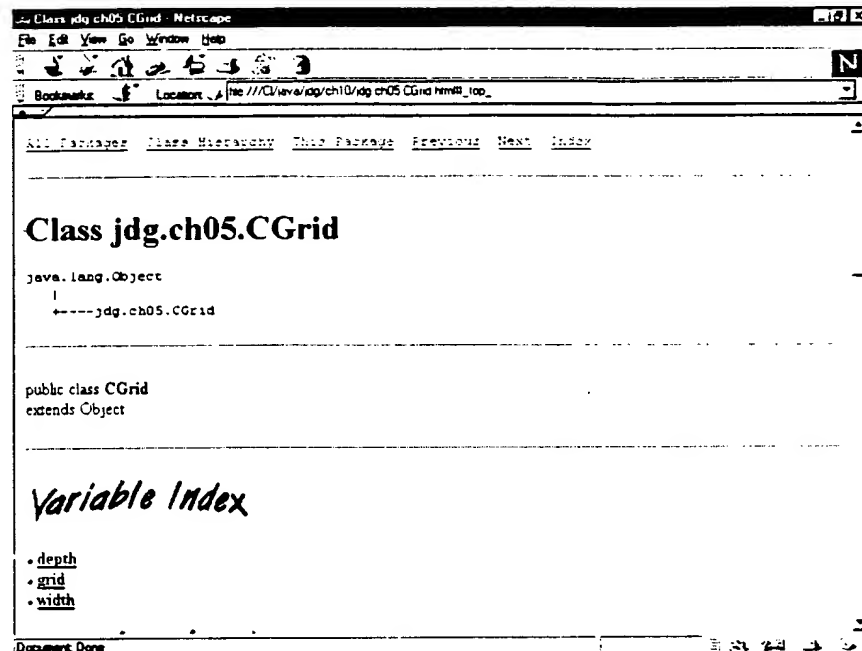 Class jdg ch05 CGrid - Netscape
File Edit View Go Window Help
N
Bookmarks Location file:///C|/java/jdg/ch10/jdg ch05 CGrid html#_top_
All Packages Class Hierarchy This Package Previous Next Index
Class jdg.ch05.CGrid
java.lang.Object
|
+----jdg.ch05.CGrid
public class CGrid
extends Object
Variable Index
• depth
• grid
• width
Document Done